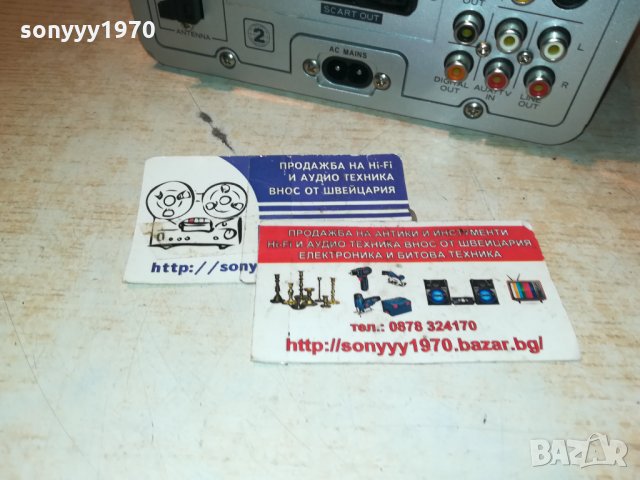 sonyyy1970
SCART OUT
ANTENNA
2
AC MAINS
DIGITAL
OUT
AUX/TV
IN
LINE
OUT
L
R
ПРОДАЖБА НА Hi-Fi
И АУДИО ТЕХНИКА
ВНОС ОТ ШВЕЙЦАРИЯ
http://sony
ПРОДАЖБА НА АНТИКИ И ИНСТРУМЕНТИ
Hi-Fi И АУДИО ТЕХНИКА ВНОС ОТ ШВЕЙЦАРИЯ
ЕЛЕКТРОНИКА И БИТОВА ТЕХНИКА
тел.: 0878 324170
http://sonyyy1970.bazar.bg/
sonyyy1970
BAZAR